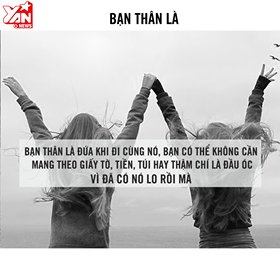 YAN
NEWS
BẠN THÂN LÀ
BẠN THÂN LÀ ĐỨA KHI ĐI CÙNG NÓ, BẠN CÓ THỂ KHÔNG CẦN
MANG THEO GIẤY TỜ, TIỀN, TÚI HAY THẬM CHÍ LÀ ĐẦU ÓC
VÌ ĐÃ CÓ NÓ LO RỒI MÀ